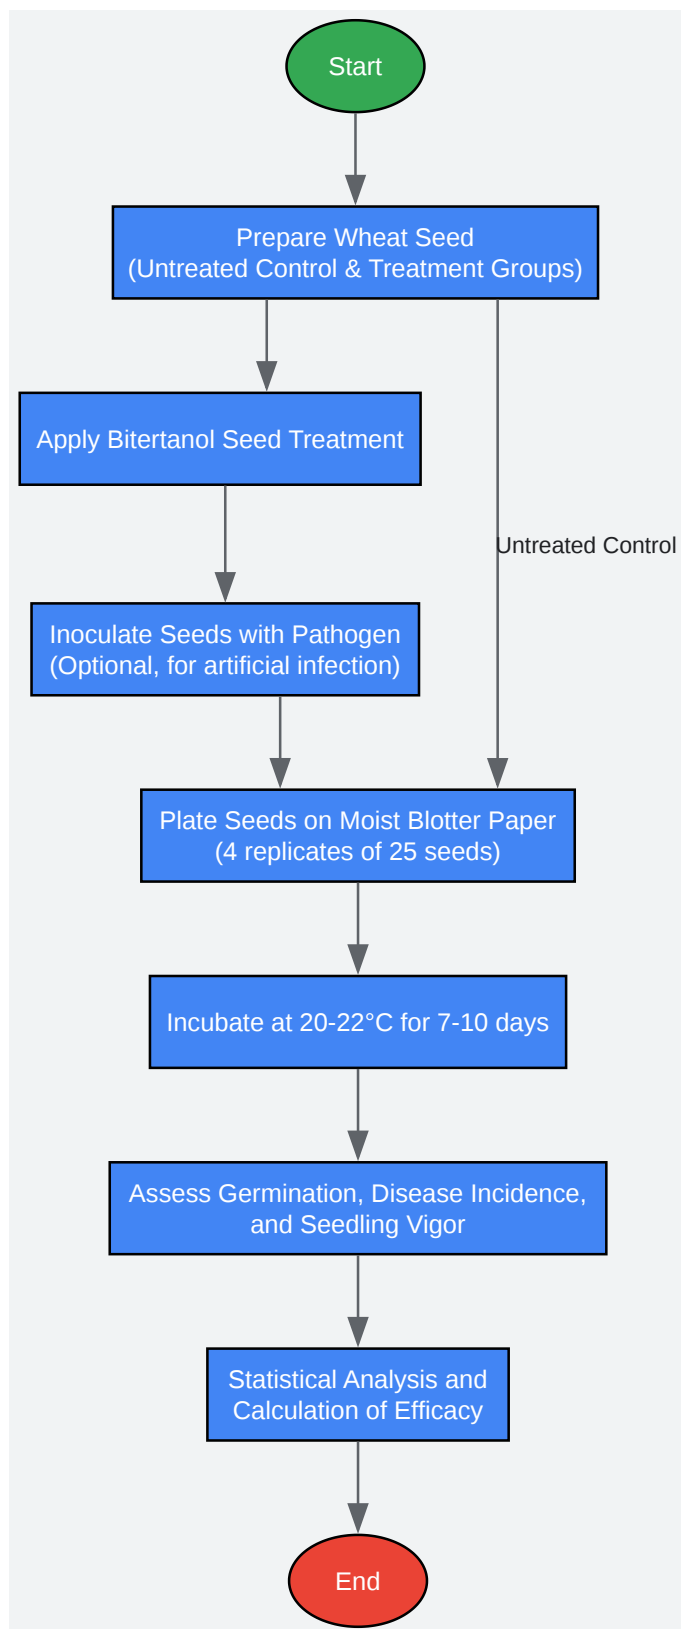 Start
Prepare Wheat Seed
(Untreated Control & Treatment Groups)
Apply Bitertanol Seed Treatment
Untreated Control
Inoculate Seeds with Pathogen
(Optional, for artificial infection)
Plate Seeds on Moist Blotter Paper
(4 replicates of 25 seeds)
Incubate at 20-22°C for 7-10 days
Assess Germination, Disease Incidence,
and Seedling Vigor
Statistical Analysis and
Calculation of Efficacy
End